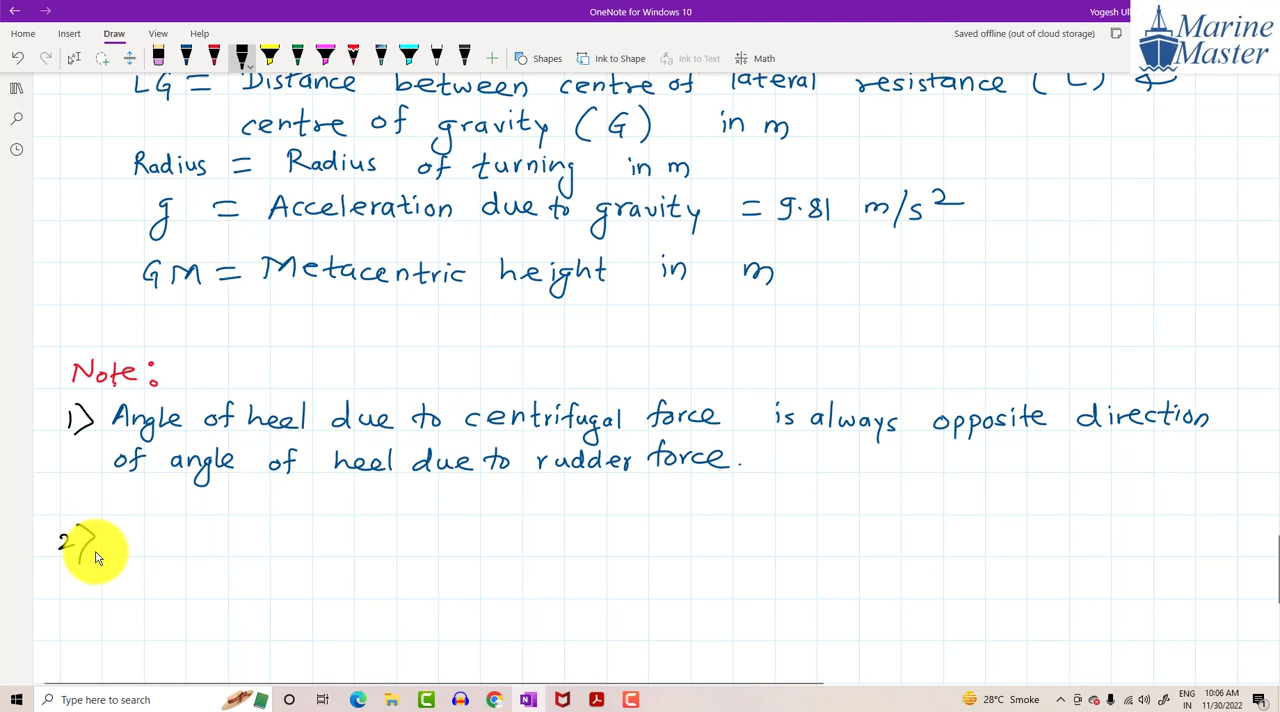 OneNote for Windows 10
Yogesh Ul
Home Insert Draw View Help
Saved offline (out of cloud storage)
Marine
Master
Shapes Ink to Shape Ink to Text Math
LG = Distance between centre of lateral resistance (L) &
centre of gravity (G) in m
Radius = Radius of turning in m
g = Acceleration due to gravity = 9.81 m/s2
GM = Metacentric height in m
Note:
1) Angle of heel due to centrifugal force is always opposite direction
of angle of heel due to rudder force.
2)
Type here to search
28°C Smoke
ENG
IN
10:06 AM
11/30/2022